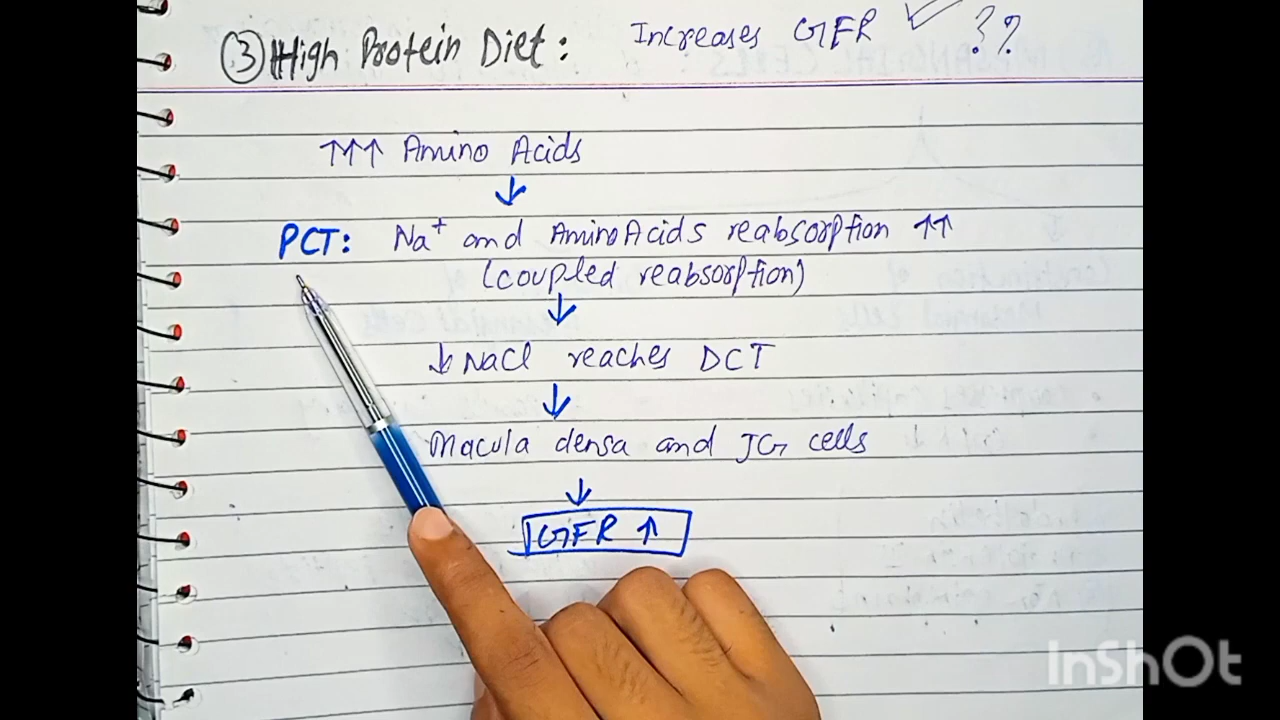 ③ High Protein Diet : Increases GFR ✓ ??
↑↑↑ Amino Acids
↓
PCT: Na⁺ and Amino Acids reabsorption ↑↑
(coupled reabsorption)
↓
↓ NaCl reaches DCT
↓
Macula densa and JG cells
↓
GFR ↑
InShOt